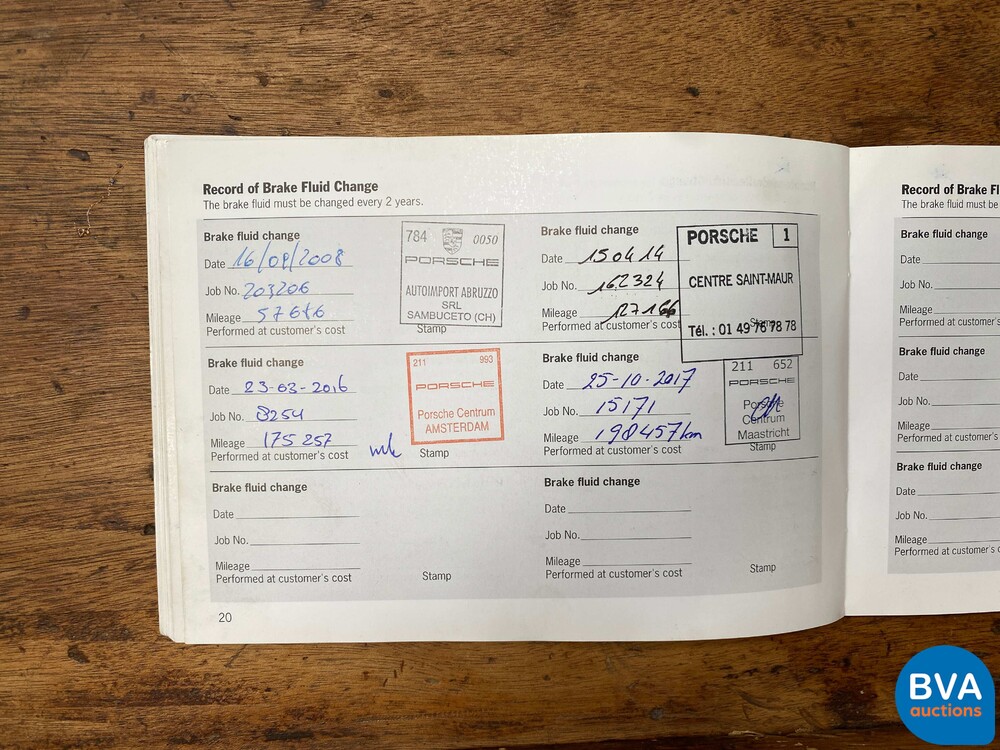 Record of Brake Fluid Change
The brake fluid must be changed every 2 years.
Brake fluid change
Date 16/09/2008
Job No. 203206
Mileage 57616
Performed at customer's cost
Stamp
784 0050
PORSCHE
AUTOIMPORT ABRUZZO
SRL
SAMBUCETO (CH)
Brake fluid change
Date 15 04 14
Job No. 162324
Mileage 127166
Performed at customer's cost
Stamp
PORSCHE 1
CENTRE SAINT-MAUR
Tél. : 01 49 76 78 78
Brake fluid change
Date 23-03-2016
Job No. 8254
Mileage 175 257
Performed at customer's cost
Stamp
211 993
PORSCHE
Porsche Centrum
AMSTERDAM
Brake fluid change
Date 25-10-2017
Job No. 15171
Mileage 198457km
Performed at customer's cost
Stamp
211 652
PORSCHE
Porsche
Centrum
Maastricht
Brake fluid change
Date
Job No.
Mileage
Performed at customer's cost
Stamp
Brake fluid change
Date
Job No.
Mileage
Performed at customer's cost
Stamp
20
Record of Brake Fl
The brake fluid must be
Brake fluid change
Date
Job No.
Mileage
Performed at customer's
Brake fluid change
Date
Job No.
Mileage
Performed at customer's
Brake fluid change
Date
Job No.
Mileage
Performed at customer's
BVA
auctions